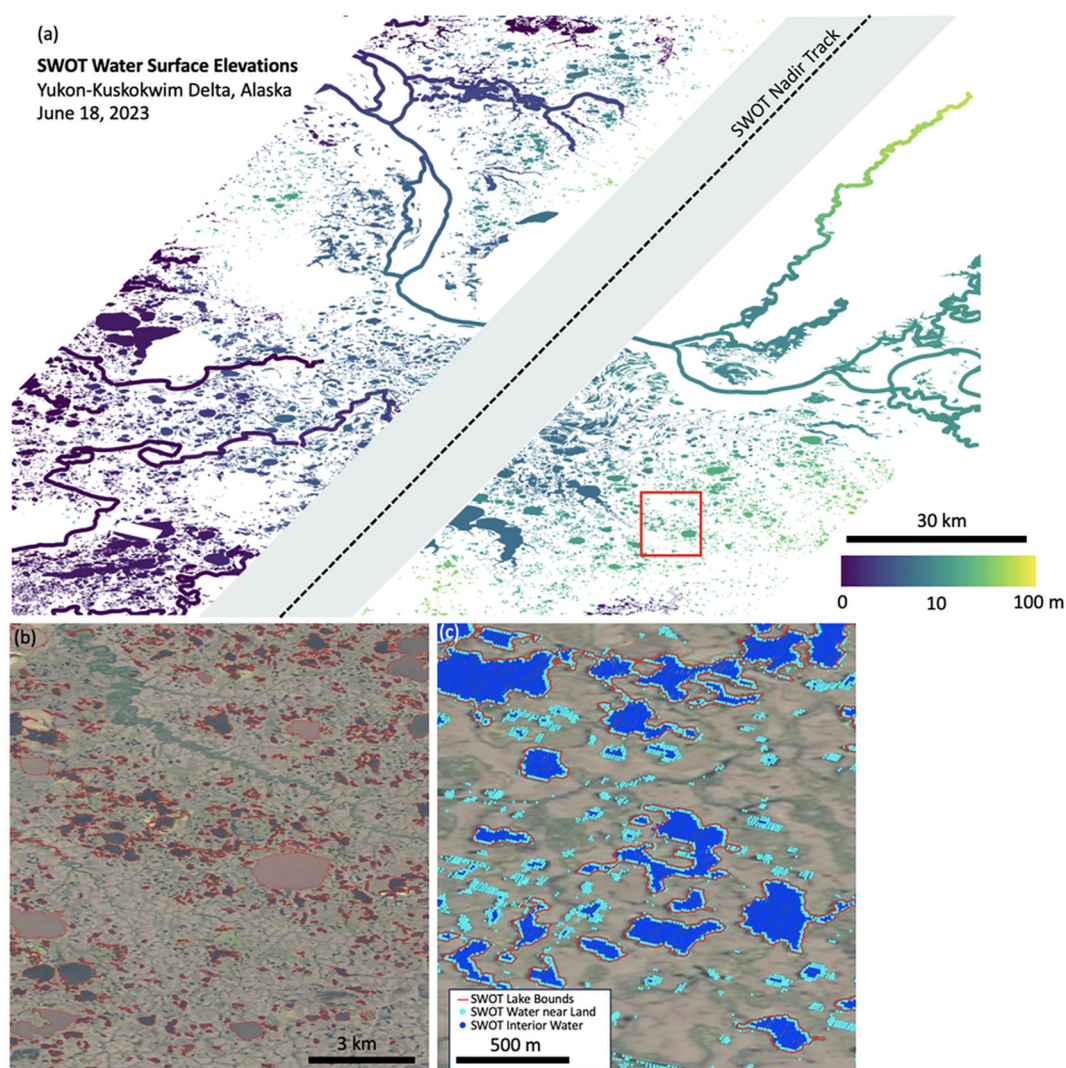 (a)
SWOT Water Surface Elevations
Yukon-Kuskokwim Delta, Alaska
June 18, 2023
SWOT Nadir Track
30 km
0 10 100 m
(b)
3 km
(c)
SWOT Lake Bounds
SWOT Water near Land
SWOT Interior Water
500 m